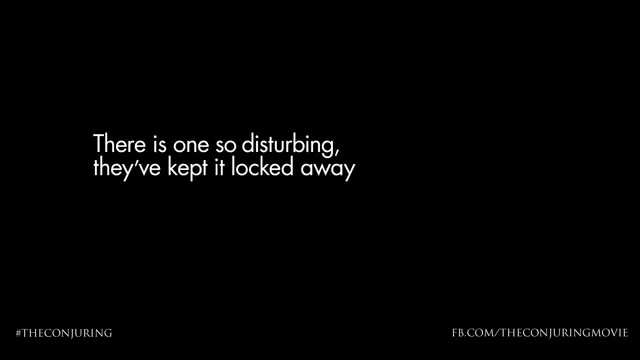 There is one so disturbing,
they've kept it locked away
#THECONJURING
FB.COM/THECONJURINGMOVIE